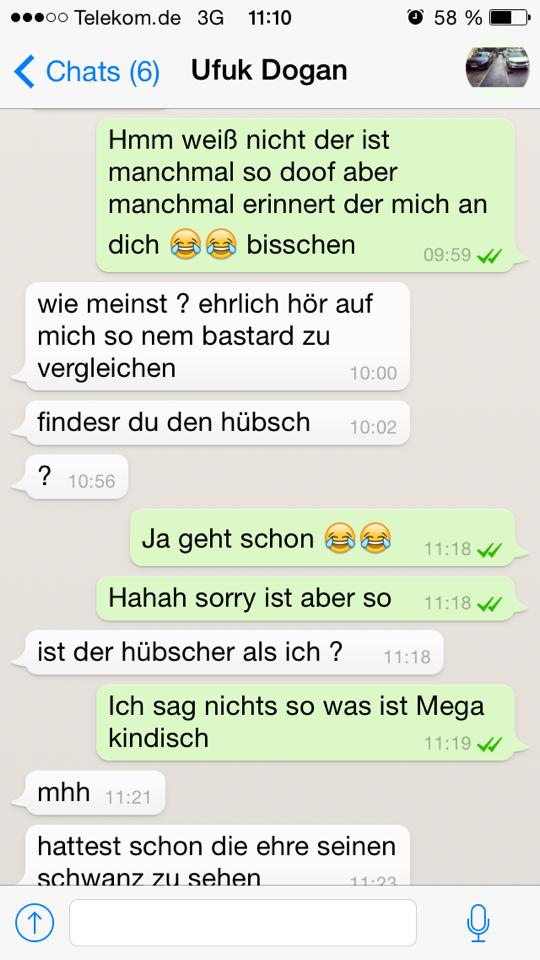 Telekom.de 3G 11:10 58 %
Chats (6) Ufuk Dogan
Hmm weiß nicht der ist
manchmal so doof aber
manchmal erinnert der mich an
dich 😂😂 bisschen 09:59
wie meinst ? ehrlich hör auf
mich so nem bastard zu
vergleichen 10:00
findesr du den hübsch 10:02
? 10:56
Ja geht schon 😂😂 11:18
Hahah sorry ist aber so 11:18
ist der hübscher als ich ? 11:18
Ich sag nichts so was ist Mega
kindisch 11:19
mhh 11:21
hattest schon die ehre seinen
schwanz zu sehen 11:23